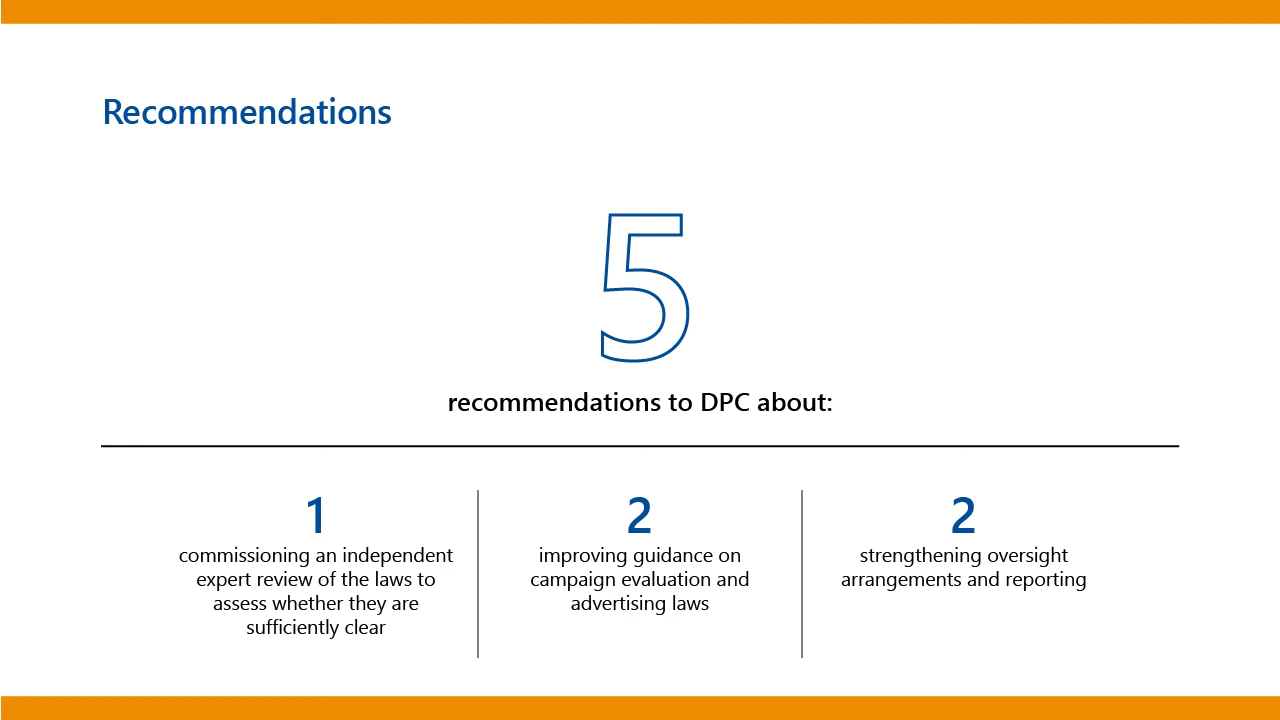 Recommendations
5
recommendations to DPC about:
1
commissioning an independent
expert review of the laws to
assess whether they are
sufficiently clear
2
improving guidance on
campaign evaluation and
advertising laws
2
strengthening oversight
arrangements and reporting